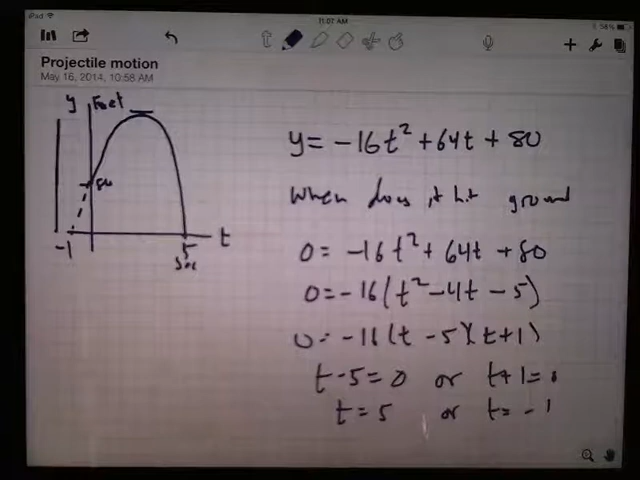 iPad
11:07 AM
58%
Projectile motion
May 16, 2014, 10:58 AM
y Feet
80
-1
5
sec
t
y = -16t² + 64t + 80
When does it hit ground
0 = -16t² + 64t + 80
0 = -16(t² - 4t - 5)
0 = -16(t - 5)(t + 1)
t - 5 = 0 or t + 1 = 0
t = 5 or t = -1